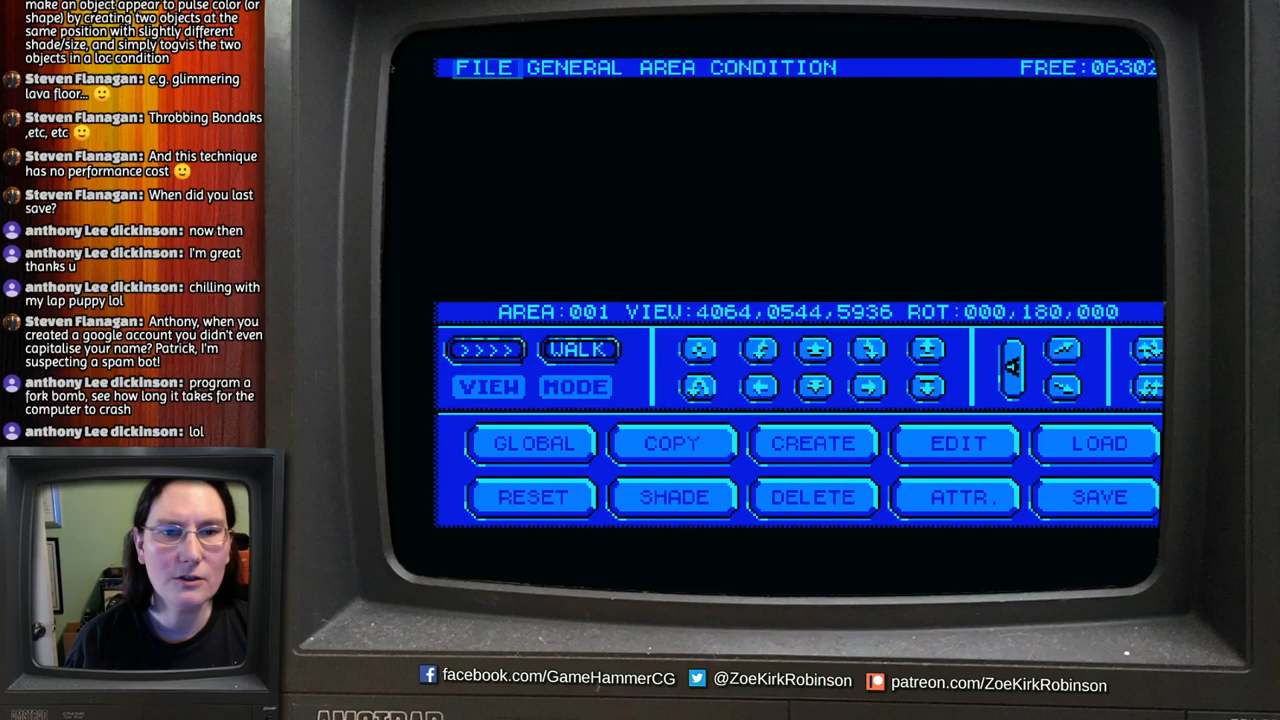 make an object appear to pulse color (or
shape) by creating two objects at the
same position with slightly different
shade/size, and simply togvis the two
objects in a loc condition
Steven Flanagan: e.g. glimmering
lava floor... 🙂
Steven Flanagan: Throbbing Bondaks
,etc, etc 🙂
Steven Flanagan: And this technique
has no performance cost 🙂
Steven Flanagan: When did you last
save?
anthony Lee dickinson: now then
anthony Lee dickinson: I'm great
thanks u
anthony Lee dickinson: chilling with
my lap puppy lol
Steven Flanagan: Anthony, when you
created a google account you didn't even
capitalise your name? Patrick, I'm
suspecting a spam bot!
anthony Lee dickinson: program a
fork bomb, see how long it takes for the
computer to crash
anthony Lee dickinson: lol
FILE GENERAL AREA CONDITION FREE:06302
AREA:001 VIEW:4064,0544,5936 ROT:000,180,000
>>>> WALK
VIEW MODE
A
GLOBAL COPY CREATE EDIT LOAD
RESET SHADE DELETE ATTR. SAVE
facebook.com/GameHammerCG @ZoeKirkRobinson patreon.com/ZoeKirkRobinson